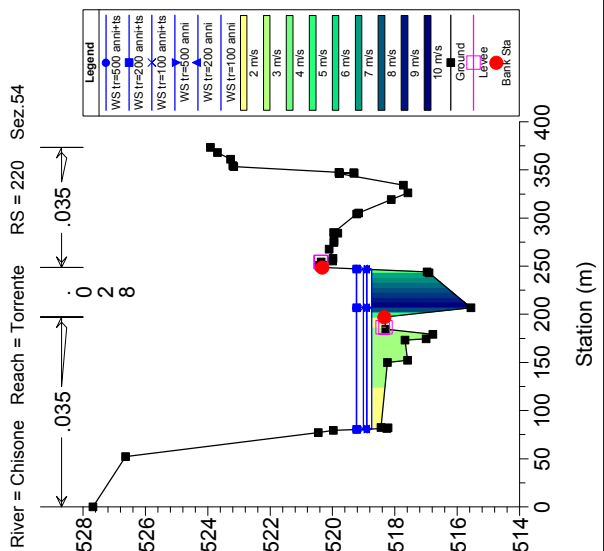 River = Chisone   Reach = Torrente   RS = 220   Sez.54
.035
.028
.035
Legend
WS tr=500 anni+ts
WS tr=200 anni+ts
WS tr=100 anni+ts
WS tr=500 anni
WS tr=200 anni
WS tr=100 anni
2 m/s
3 m/s
4 m/s
5 m/s
6 m/s
7 m/s
8 m/s
9 m/s
10 m/s
Ground
Levee
Bank Sta
528
526
524
522
520
518
516
514
0
50
100
150
200
250
300
350
400
Station (m)